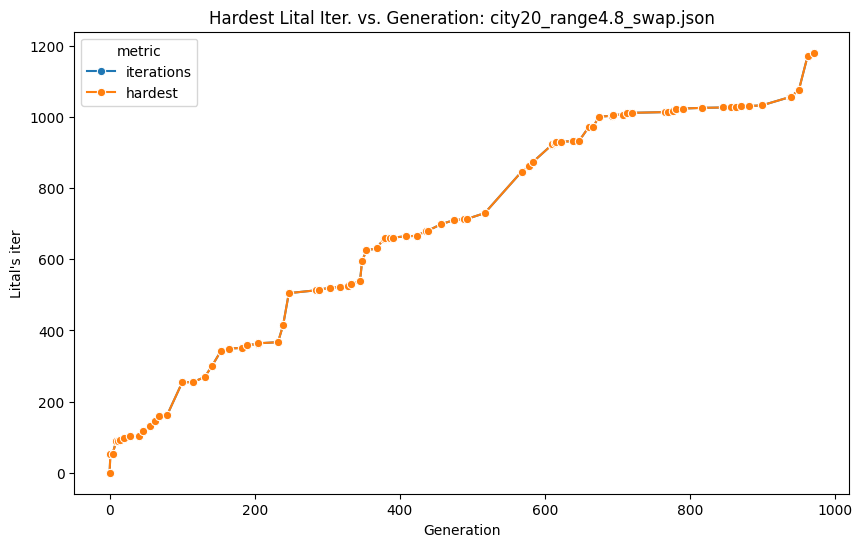 Hardest Lital Iter. vs. Generation: city20_range4.8_swap.json
metric
iterations
hardest
1200
1000
800
600
400
200
0
Lital's iter
0 200 400 600 800 1000
Generation